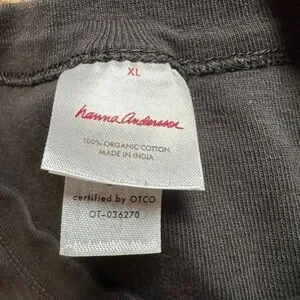 XL
hanna andersson
100% ORGANIC COTTON
MADE IN INDIA
certified by OTCO
OT-036270